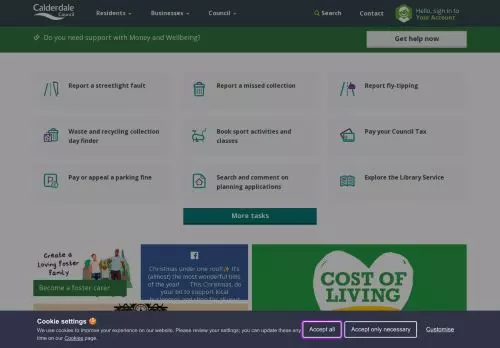 Calderdale
Council
Residents
Businesses
Council
Search
Contact
Hello, sign in to
Your Account
Do you need support with Money and Wellbeing?
Get help now
Report a streetlight fault
Report a missed collection
Report fly-tipping
Waste and recycling collection
day finder
Book sport activities and
classes
Pay your Council Tax
Pay or appeal a parking fine
Search and comment on
planning applications
Explore the Library Service
More tasks
Create a
Loving foster
family
Become a foster carer
Christmas under one roof!✨ It's
(almost) the most wonderful time
of the year! This Christmas, do
your bit to support local
businesses and shop for all your
COST OF
LIVING
Cookie settings 🍪
We use cookies to improve your experience on our website. Please review your settings; you can update these any
time on our Cookies page.
Accept all
Accept only necessary
Customise